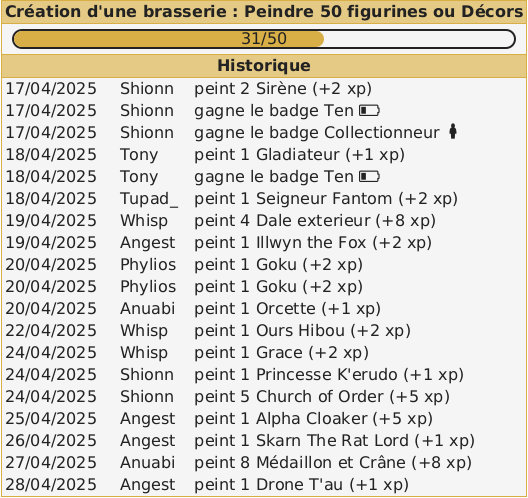 Création d'une brasserie : Peindre 50 figurines ou Décors
31/50
Historique
17/04/2025 Shionn peint 2 Sirène (+2 xp)
17/04/2025 Shionn gagne le badge Ten
17/04/2025 Shionn gagne le badge Collectionneur
18/04/2025 Tony peint 1 Gladiateur (+1 xp)
18/04/2025 Tony gagne le badge Ten
18/04/2025 Tupad_ peint 1 Seigneur Fantom (+2 xp)
19/04/2025 Whisp peint 4 Dale exterieur (+8 xp)
19/04/2025 Angest peint 1 Illwyn the Fox (+2 xp)
20/04/2025 Phylios peint 1 Goku (+2 xp)
20/04/2025 Phylios peint 1 Goku (+2 xp)
20/04/2025 Anuabi peint 1 Orcette (+1 xp)
22/04/2025 Whisp peint 1 Ours Hibou (+2 xp)
24/04/2025 Whisp peint 1 Grace (+2 xp)
24/04/2025 Shionn peint 1 Princesse K'erudo (+1 xp)
24/04/2025 Shionn peint 5 Church of Order (+5 xp)
25/04/2025 Angest peint 1 Alpha Cloaker (+5 xp)
26/04/2025 Angest peint 1 Skarn The Rat Lord (+1 xp)
27/04/2025 Anuabi peint 8 Médaillon et Crâne (+8 xp)
28/04/2025 Angest peint 1 Drone T'au (+1 xp)